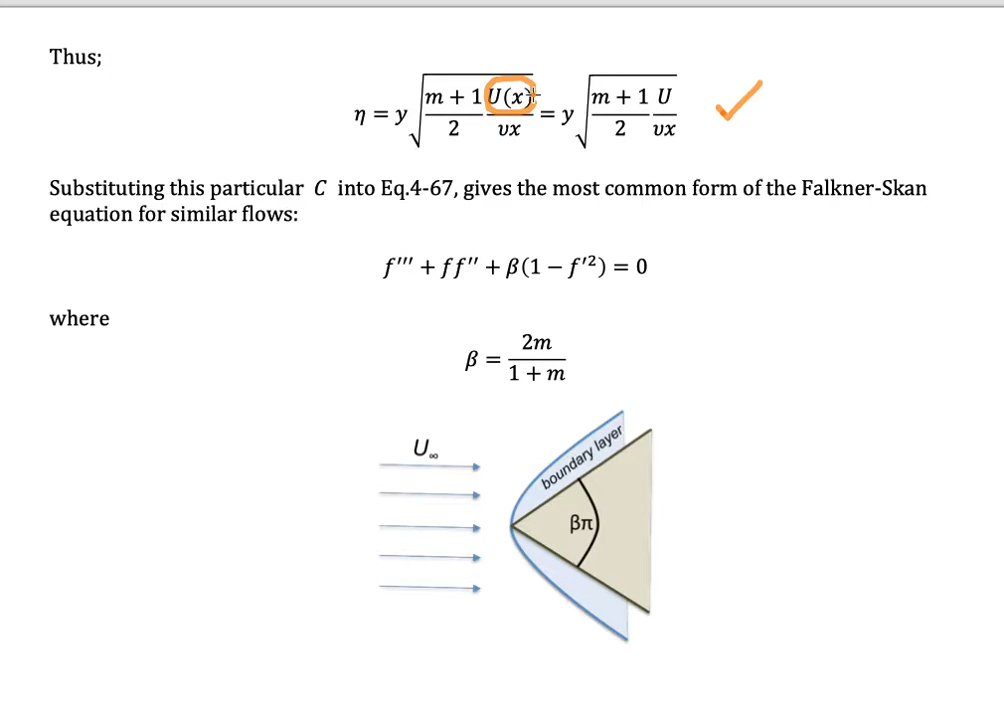 Thus;
η = y √(m + 1 U(x) / 2 υx) = y √(m + 1 U / 2 υx)
Substituting this particular C into Eq.4-67, gives the most common form of the Falkner-Skan
equation for similar flows:
f''' + f f'' + β(1 − f'²) = 0
where
β = 2m / 1 + m
U∞
boundary layer
βπ